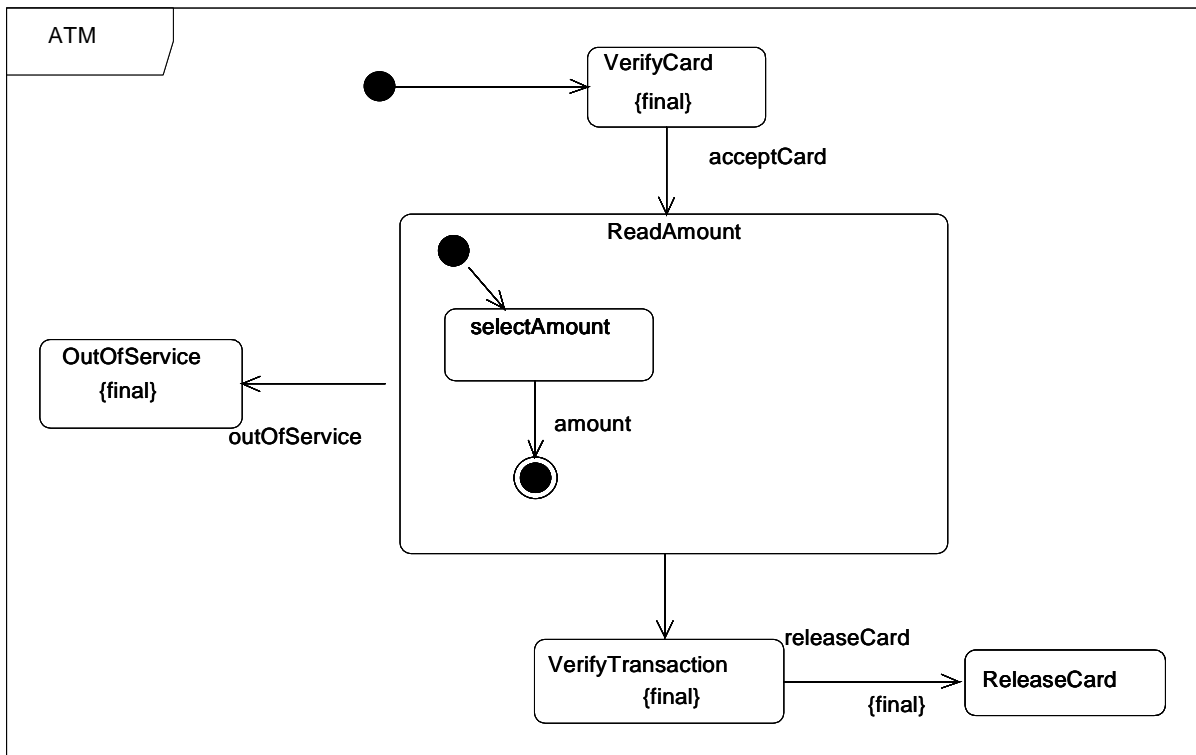 ATM
VerifyCard
{final}
acceptCard
ReadAmount
selectAmount
amount
OutOfService
{final}
outOfService
VerifyTransaction
{final}
releaseCard
{final}
ReleaseCard